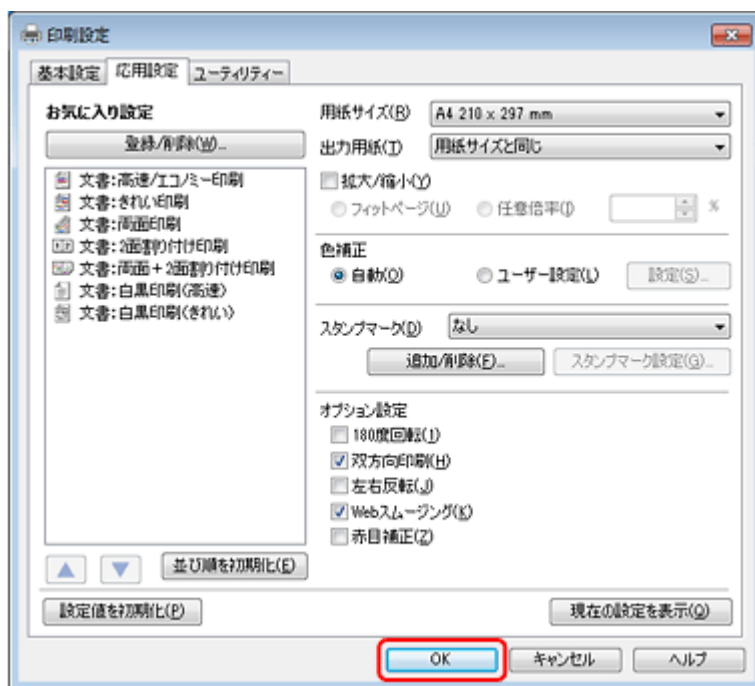 印刷設定
基本設定 応用設定 ユーティリティー
お気に入り設定
登録/削除(W)...
文書:高速/エコノミー印刷
文書:きれい印刷
文書:両面印刷
文書:2面割り付け印刷
文書:両面+2面割り付け印刷
文書:白黒印刷(高速)
文書:白黒印刷(きれい)
並び順を初期化(E)
用紙サイズ(R) A4 210 x 297 mm
出力用紙(T) 用紙サイズと同じ
拡大/縮小(Y)
フィットページ(U) 任意倍率(I) %
色補正
自動(O) ユーザー設定(L) 設定(S)...
スタンプマーク(D) なし
追加/削除(F)... スタンプマーク設定(G)...
オプション設定
180度回転(1)
双方向印刷(H)
左右反転(J)
Webスムージング(K)
赤目補正(Z)
設定値を初期化(P) 現在の設定を表示(Q)
OK キャンセル ヘルプ